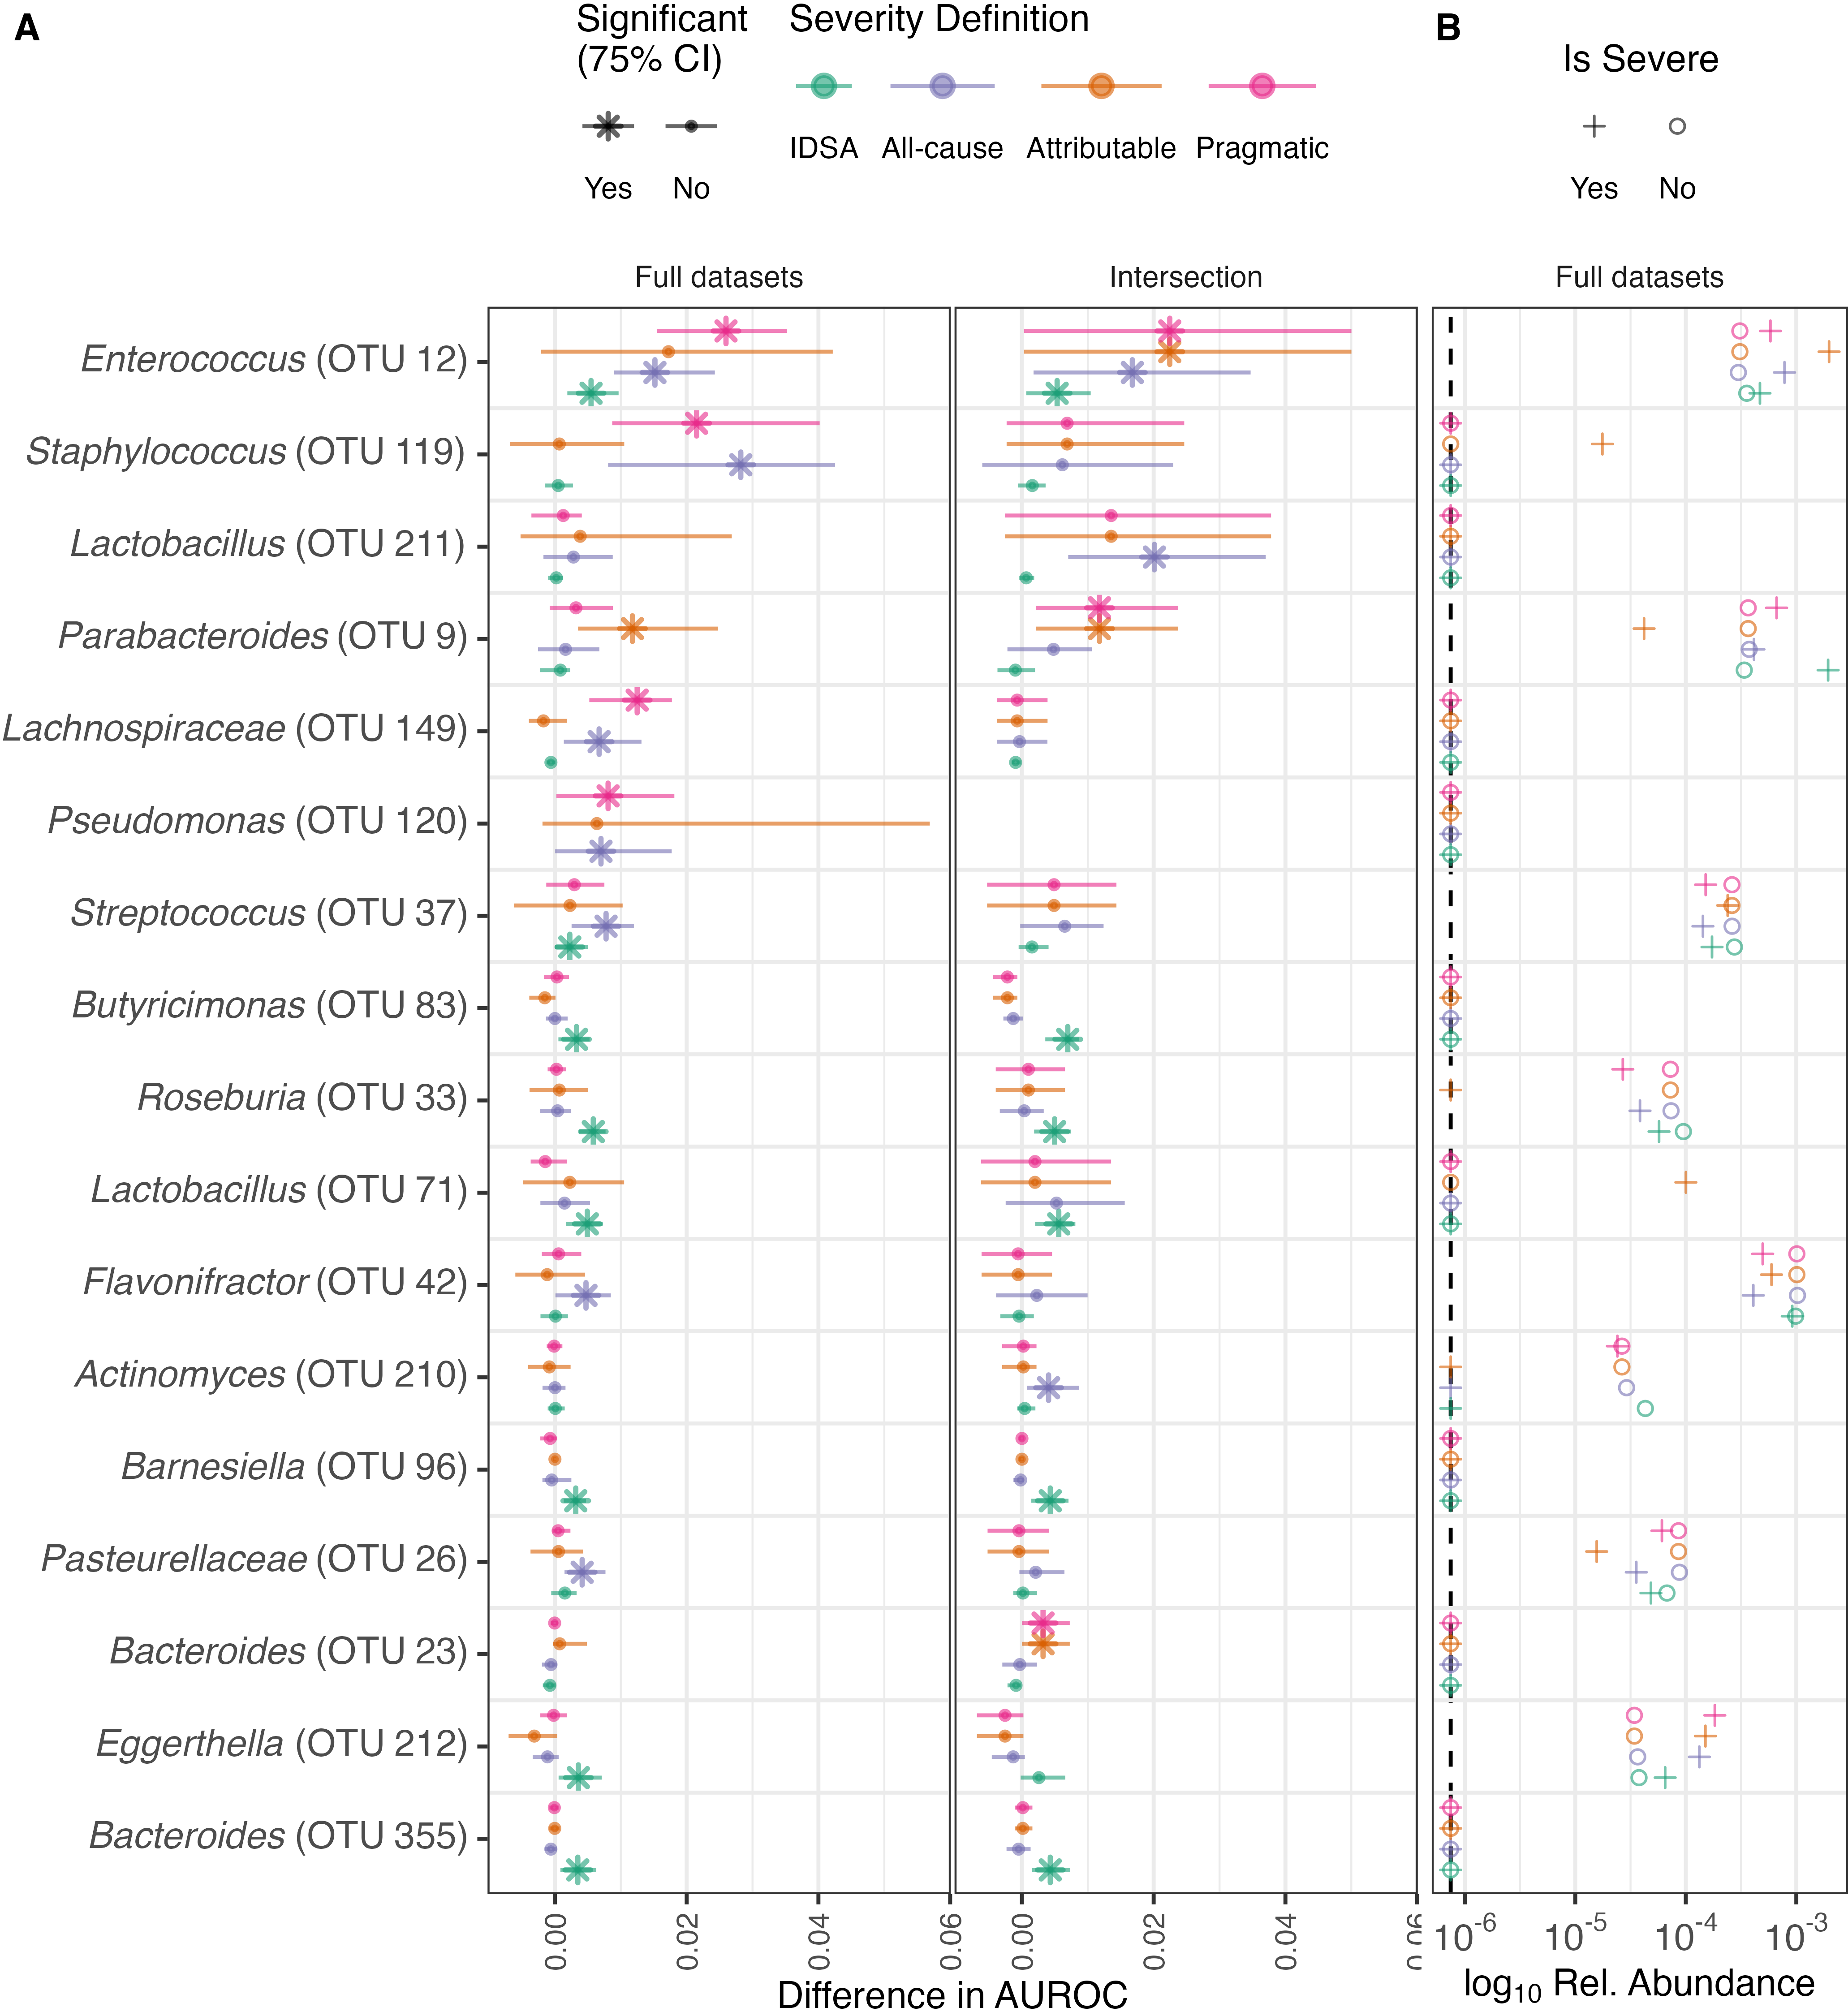 A
Significant
(75% CI)
Yes No
Severity Definition
IDSA All-cause Attributable Pragmatic
B
Is Severe
Yes No
Full datasets Intersection Full datasets
Enterococcus (OTU 12)
Staphylococcus (OTU 119)
Lactobacillus (OTU 211)
Parabacteroides (OTU 9)
Lachnospiraceae (OTU 149)
Pseudomonas (OTU 120)
Streptococcus (OTU 37)
Butyricimonas (OTU 83)
Roseburia (OTU 33)
Lactobacillus (OTU 71)
Flavonifractor (OTU 42)
Actinomyces (OTU 210)
Barnesiella (OTU 96)
Pasteurellaceae (OTU 26)
Bacteroides (OTU 23)
Eggerthella (OTU 212)
Bacteroides (OTU 355)
0.00 0.02 0.04 0.06 0.00 0.02 0.04 0.06
10⁻⁶ 10⁻⁵ 10⁻⁴ 10⁻³
Difference in AUROC
log₁₀ Rel. Abundance